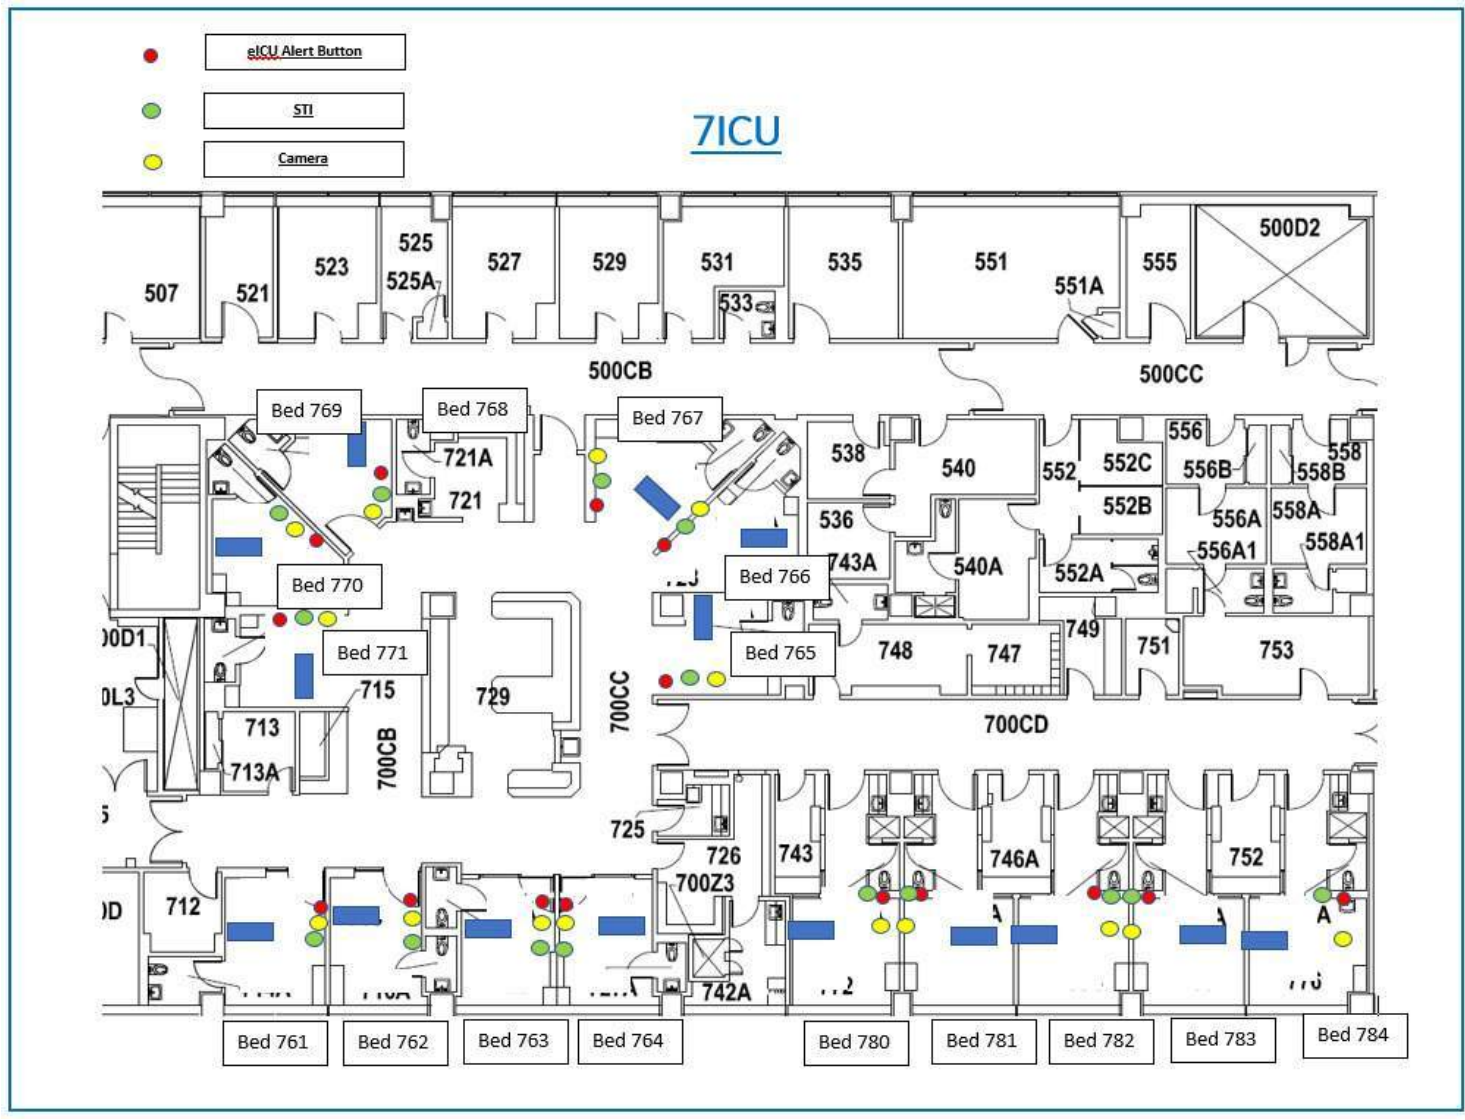 eICU Alert Button
STI
Camera
7ICU
507
521
523
525
525A
527
529
531
533
535
551
551A
555
500D2
500CB
500CC
Bed 769
Bed 768
Bed 767
721A
721
538
540
552
552C
552B
556
556B
558
558B
536
743A
540A
552A
556A
556A1
558A
558A1
Bed 770
Bed 766
Bed 771
Bed 765
748
747
749
751
753
0L3
715
713
713A
729
700CB
700CC
700CD
725
726
700Z3
743
746A
752
712
742A
Bed 761
Bed 762
Bed 763
Bed 764
Bed 780
Bed 781
Bed 782
Bed 783
Bed 784